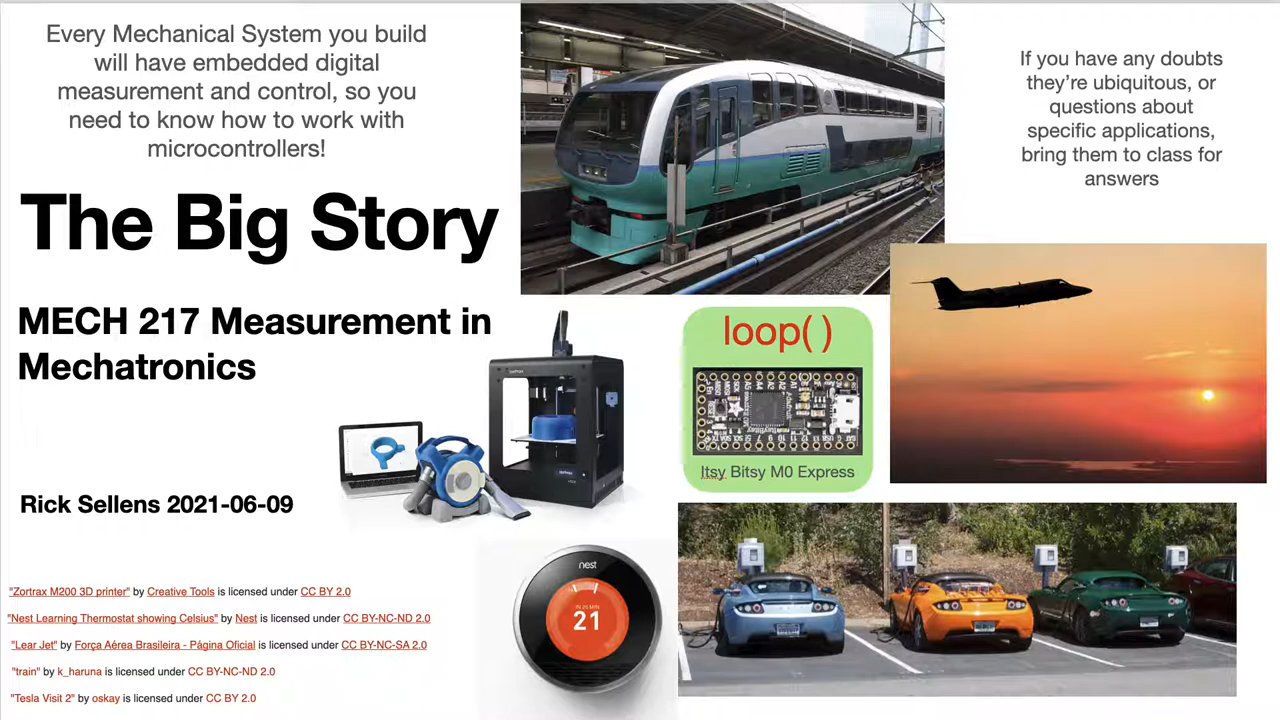 Every Mechanical System you build
will have embedded digital
measurement and control, so you
need to know how to work with
microcontrollers!
The Big Story
MECH 217 Measurement in
Mechatronics
Rick Sellens 2021-06-09
If you have any doubts
they're ubiquitous, or
questions about
specific applications,
bring them to class for
answers
loop( )
Itsy Bitsy M0 Express
nest
IN 25 MIN
21
"Zortrax M200 3D printer" by Creative Tools is licensed under CC BY 2.0
"Nest Learning Thermostat showing Celsius" by Nest is licensed under CC BY-NC-ND 2.0
"Lear Jet" by Força Aérea Brasileira - Página Oficial is licensed under CC BY-NC-SA 2.0
"train" by k_haruna is licensed under CC BY-NC-ND 2.0
"Tesla Visit 2" by oskay is licensed under CC BY 2.0